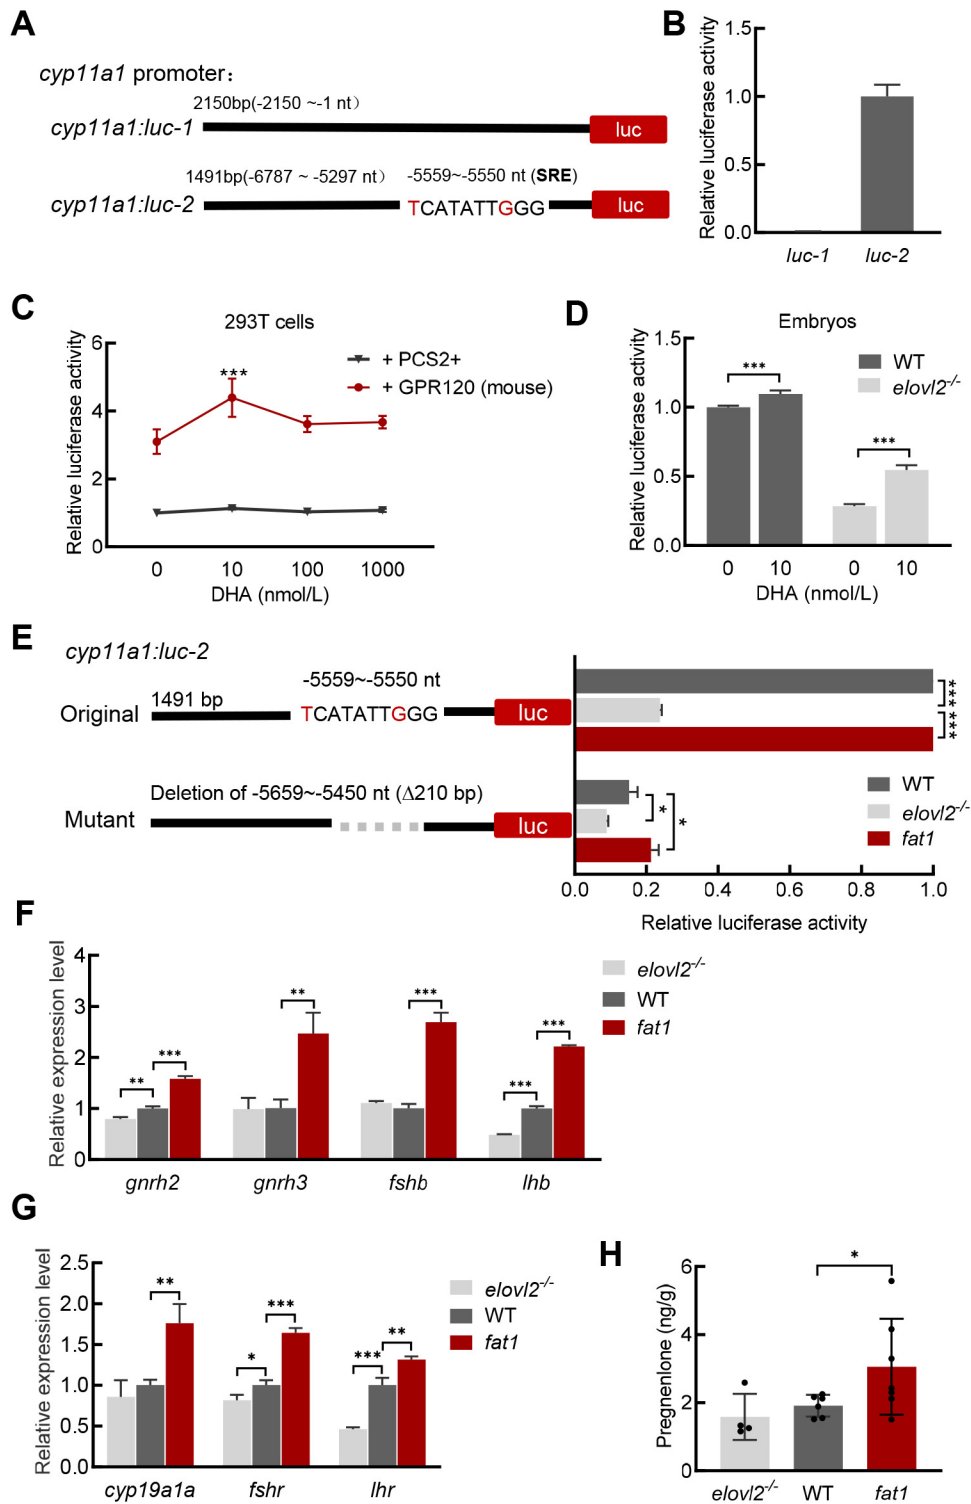 A
cyp11a1 promoter:
2150bp(-2150 ~-1 nt)
cyp11a1:luc-1
luc
1491bp(-6787 ~ -5297 nt)
-5559~-5550 nt (SRE)
cyp11a1:luc-2
TCATATTGGG
luc
B
Relative luciferase activity
1.5
1.0
0.5
0.0
luc-1
luc-2
C
293T cells
Relative luciferase activity
6
4
2
0
***
+ PCS2+
+ GPR120 (mouse)
0
10
100
1000
DHA (nmol/L)
D
Embryos
Relative luciferase activity
1.5
1.0
0.5
0.0
***
***
WT
elovl2-/-
0
10
0
10
DHA (nmol/L)
E
cyp11a1:luc-2
-5559~-5550 nt
1491 bp
Original
TCATATTGGG
luc
***
***
Deletion of -5659~-5450 nt (Δ210 bp)
Mutant
luc
*
*
WT
elovl2-/-
fat1
0.0
0.2
0.4
0.6
0.8
1.0
Relative luciferase activity
F
Relative expression level
4
3
2
1
0
**
***
**
***
***
***
elovl2-/-
WT
fat1
gnrh2
gnrh3
fshb
lhb
G
Relative expression level
2.5
2.0
1.5
1.0
0.5
0.0
**
*
***
***
**
elovl2-/-
WT
fat1
cyp19a1a
fshr
lhr
H
Pregnenlone (ng/g)
6
4
2
0
*
elovl2-/-
WT
fat1